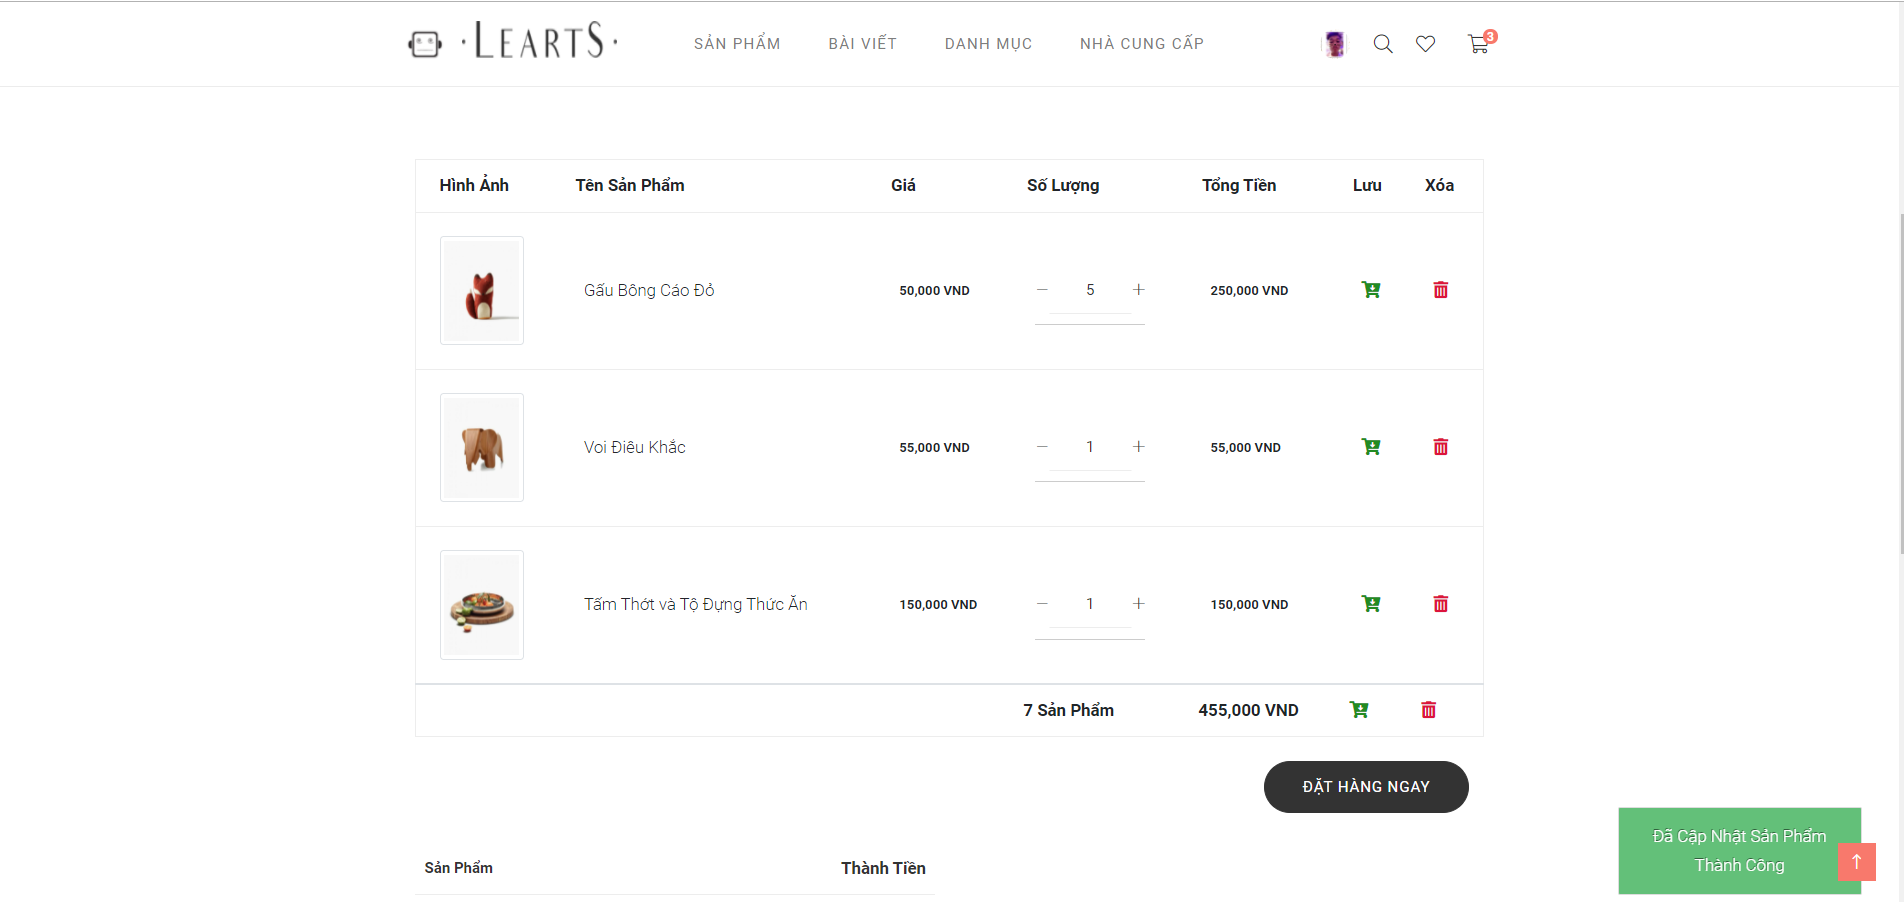 ·LEARTS·
SẢN PHẨM
BÀI VIẾT
DANH MỤC
NHÀ CUNG CẤP
3
Hình Ảnh Tên Sản Phẩm Giá Số Lượng Tổng Tiền Lưu Xóa
Gấu Bông Cáo Đỏ 50,000 VND − 5 + 250,000 VND
Voi Điêu Khắc 55,000 VND − 1 + 55,000 VND
Tấm Thớt và Tộ Đựng Thức Ăn 150,000 VND − 1 + 150,000 VND
7 Sản Phẩm 455,000 VND
ĐẶT HÀNG NGAY
Sản Phẩm Thành Tiền
Đã Cập Nhật Sản Phẩm
Thành Công